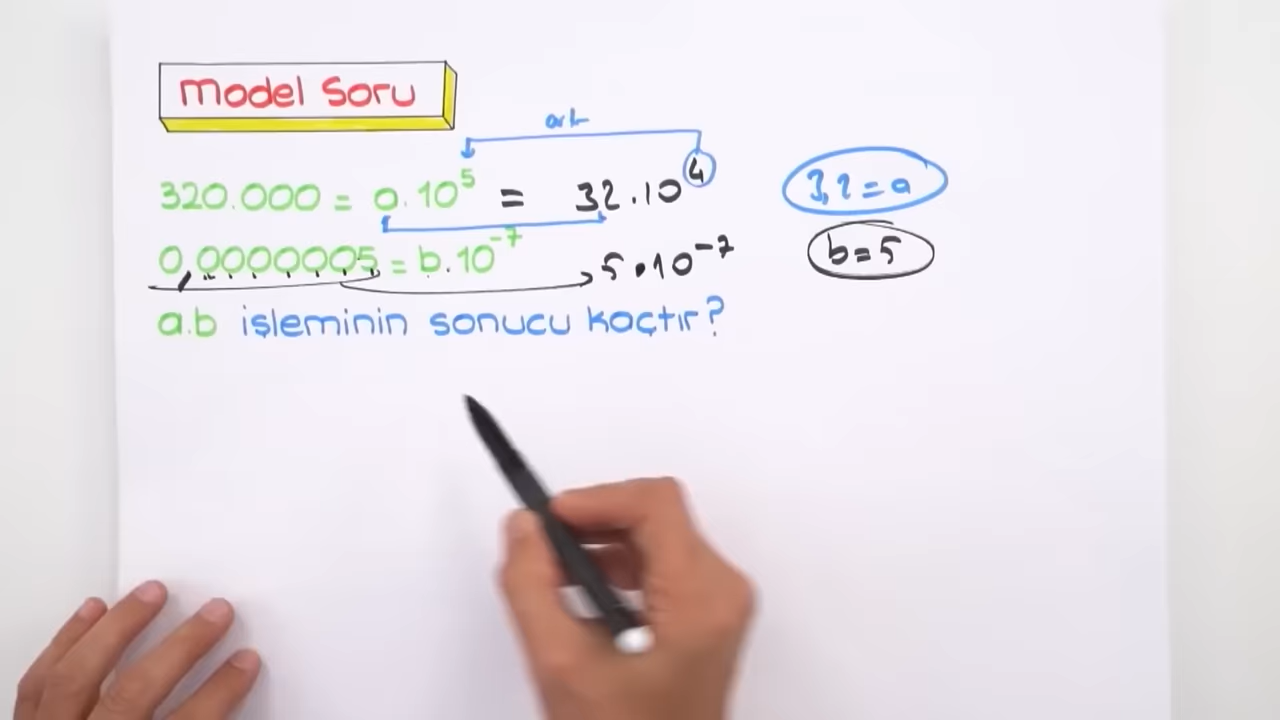 Model Soru
art
320.000 = a.10⁵ = 32.10⁴ 3,2 = a
0,0000005 = b.10⁻⁷ 5.10⁻⁷ b = 5
a.b işleminin sonucu kaçtır?